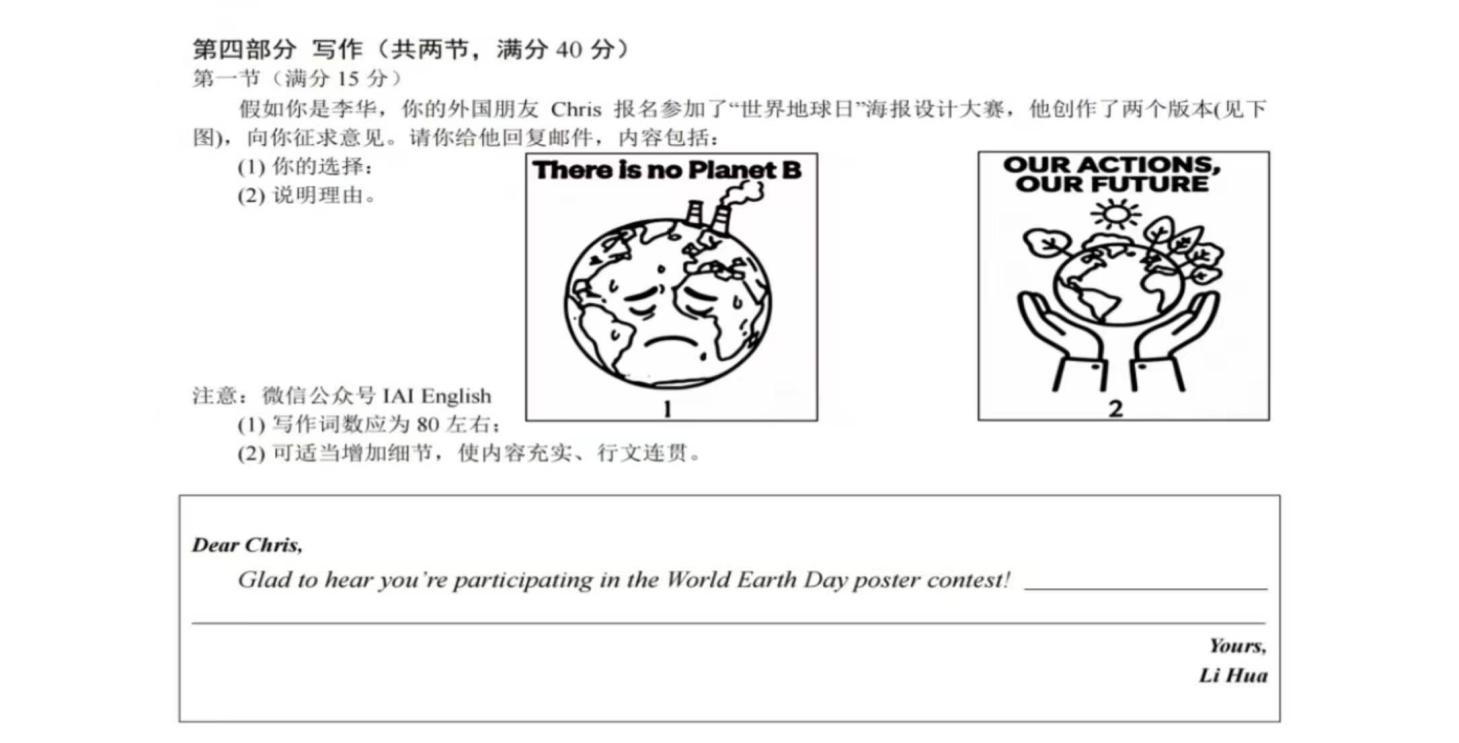 第四部分 写作（共两节，满分 40 分）
第一节（满分 15 分）
假如你是李华，你的外国朋友 Chris 报名参加了“世界地球日”海报设计大赛，他创作了两个版本(见下
图)，向你征求意见。请你给他回复邮件，内容包括：
(1) 你的选择：
(2) 说明理由。
There is no Planet B
1
OUR ACTIONS,
OUR FUTURE
2
注意：微信公众号 IAI English
(1) 写作词数应为 80 左右；
(2) 可适当增加细节，使内容充实、行文连贯。
Dear Chris,
Glad to hear you’re participating in the World Earth Day poster contest!
Yours,
Li Hua